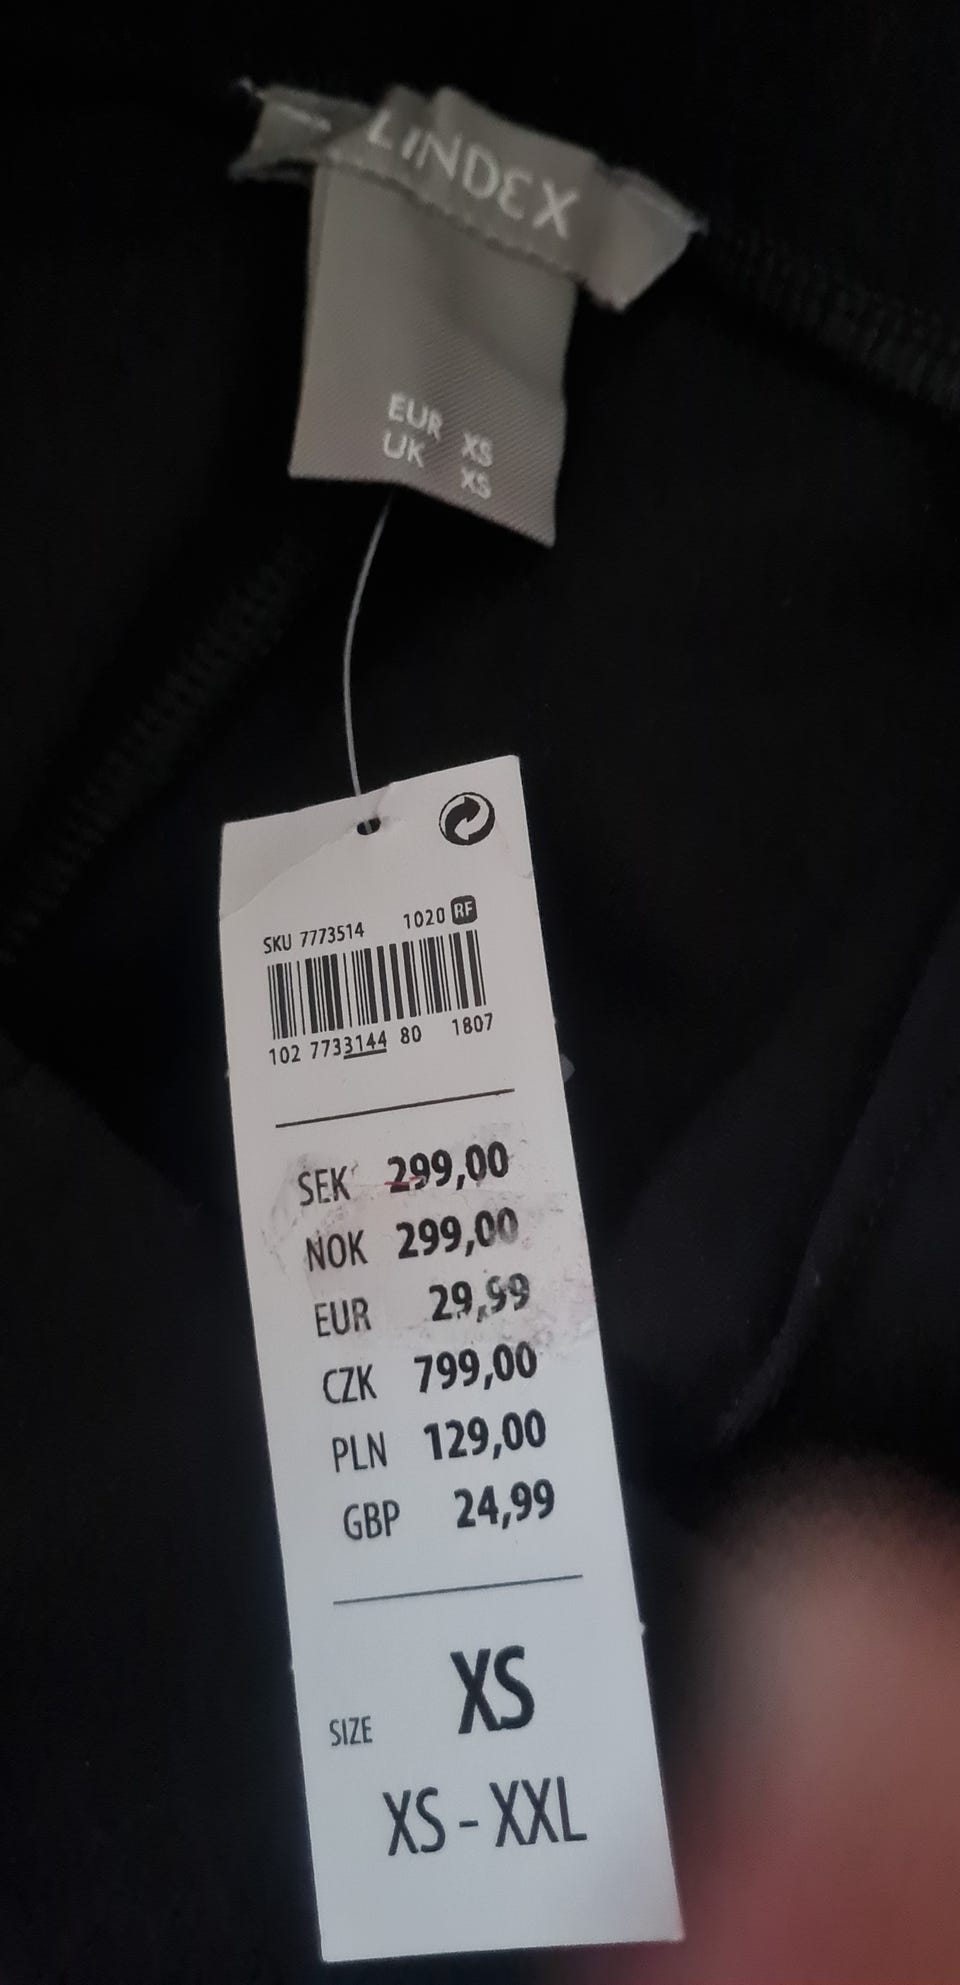 LINDEX
EUR XS
UK XS
SKU 7773514 1020 RF
102 7733144 80 1807
SEK 299,00
NOK 299,00
EUR 29,99
CZK 799,00
PLN 129,00
GBP 24,99
SIZE XS
XS - XXL